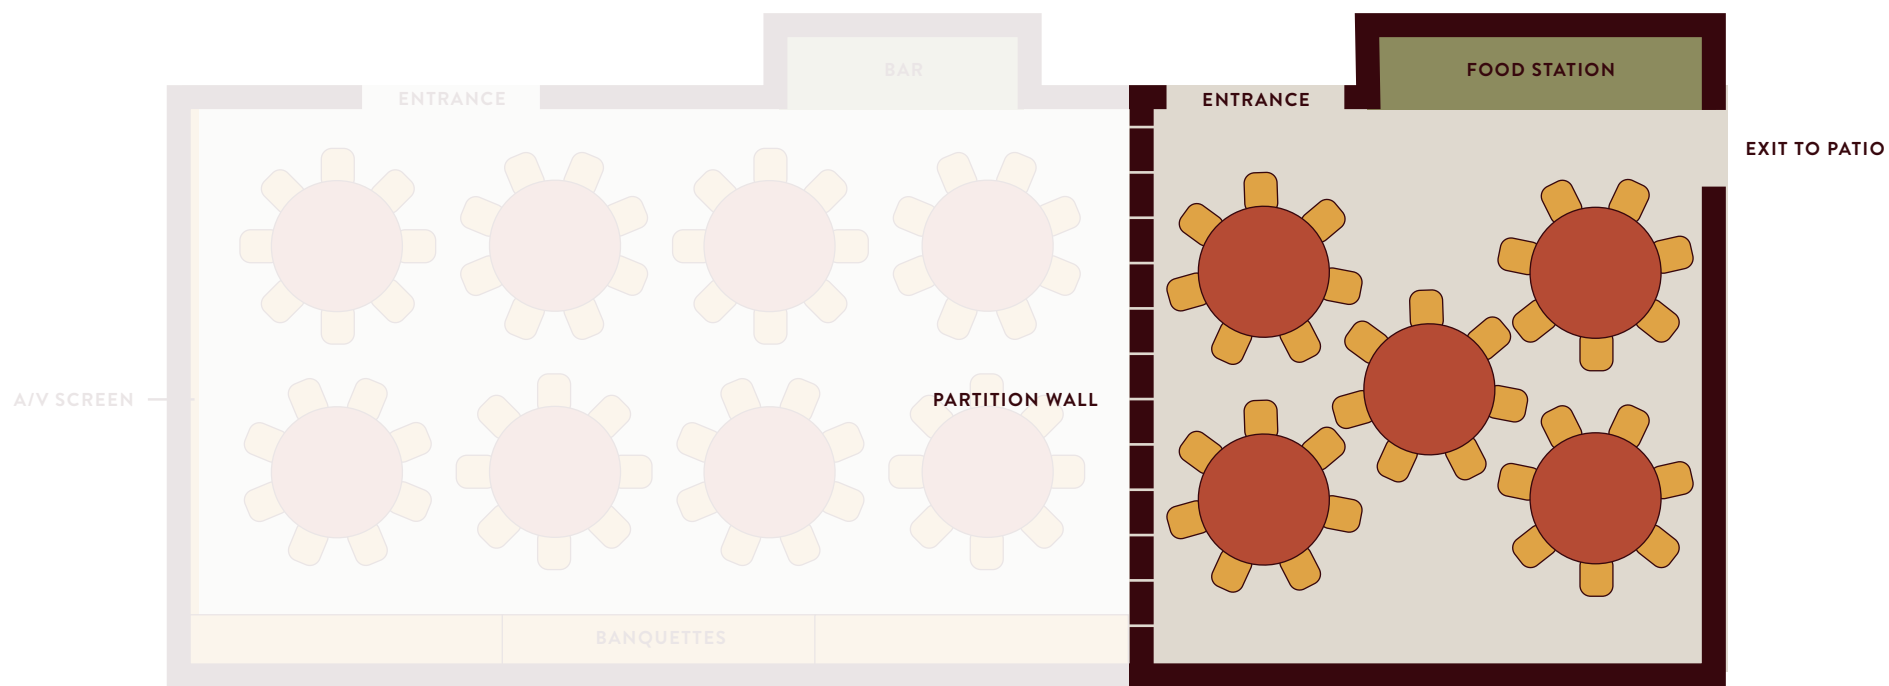 BAR
FOOD STATION
ENTRANCE
ENTRANCE
EXIT TO PATIO
A/V SCREEN
PARTITION WALL
BANQUETTES